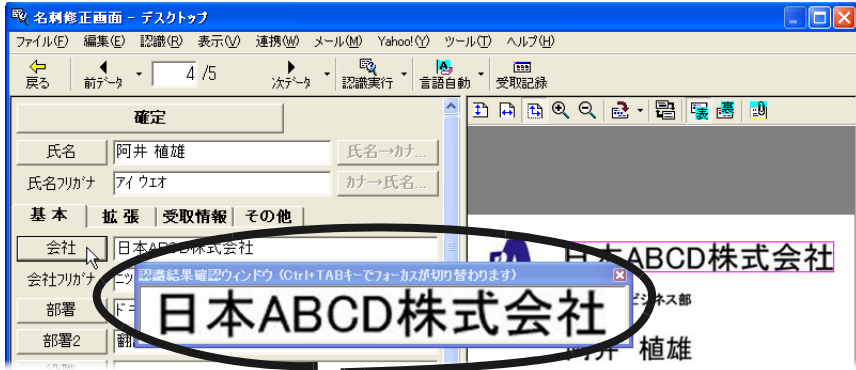 名刺修正画面 - デスクトップ
ファイル(F) 編集(E) 認識(R) 表示(V) 連携(W) メール(M) Yahoo!(Y) ツール(T) ヘルプ(H)
戻る 前データ 4 /5 次データ 認識実行 言語自動 受取記録
確定
氏名 阿井 植雄 氏名→カナ...
氏名フリガナ アイ ウエオ カナ→氏名...
基本 拡張 受取情報 その他
会社 日本ABCD株式会社
日本ABCD株式会社
会社フリガナ ニッ
認識結果確認ウィンドウ (Ctrl+TABキーでフォーカスが切り替わります)
日本ABCD株式会社
部署
ビジネス部
部署2 翻
阿井 植雄